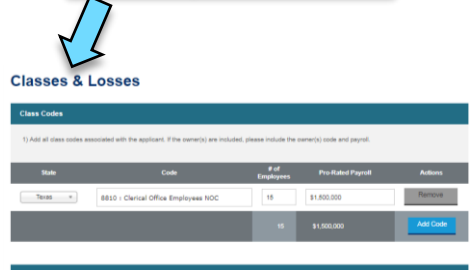 Classes & Losses
Class Codes
1) Add all class codes associated with the applicant. If the owner(s) are included, please include the owner(s) code and payroll.
State Code # of Employees Pro-Rated Payroll Actions
Texas 8810 : Clerical Office Employees NOC 15 $1,500,000 Remove
15 $1,500,000 Add Code